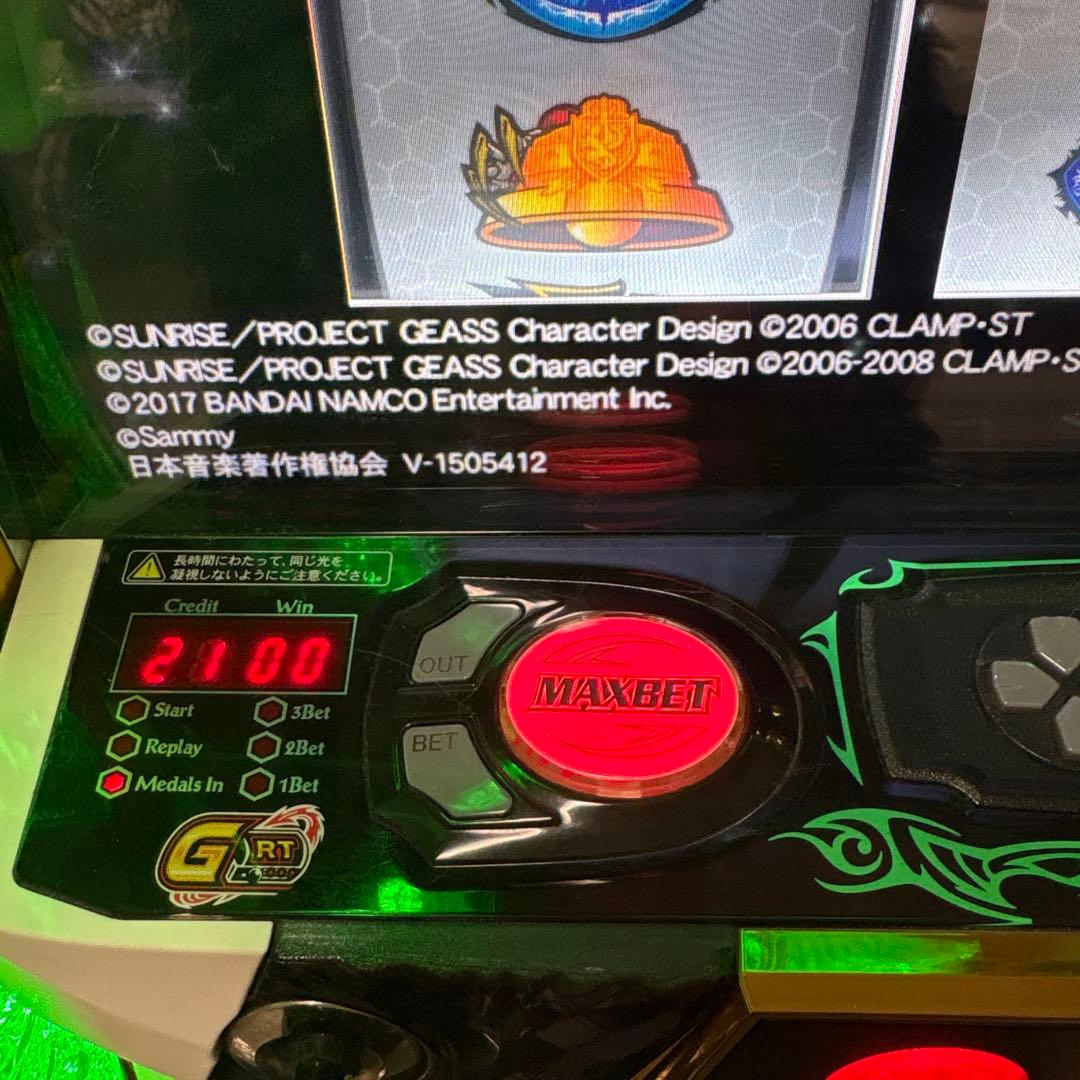 ©SUNRISE／PROJECT GEASS Character Design ©2006 CLAMP・ST
©SUNRISE／PROJECT GEASS Character Design ©2006-2008 CLAMP・S
©2017 BANDAI NAMCO Entertainment Inc.
©Sammy
日本音楽著作権協会 V-1505412
長時間にわたって、同じ光を
凝視しないようにご注意ください。
Credit Win
21 00
Start 3Bet
Replay 2Bet
Medals In 1Bet
OUT
BET
MAXBET
G RT